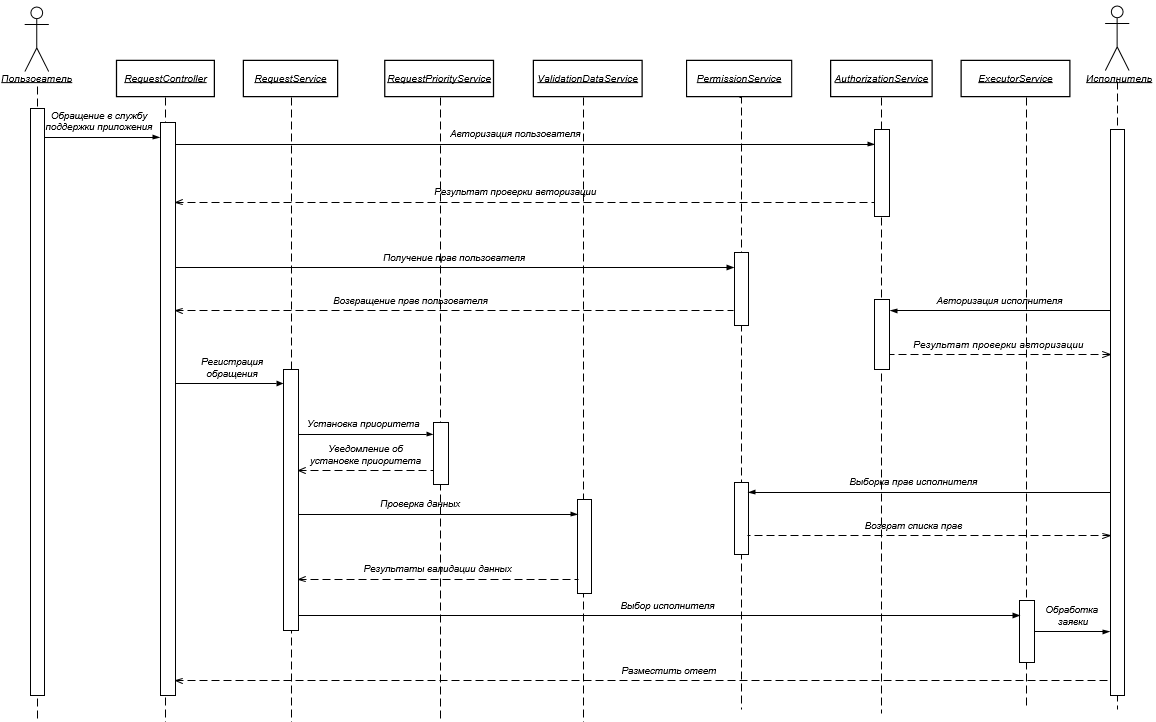 Пользователь
RequestController
RequestService
RequestPriorityService
ValidationDataService
PermissionService
AuthorizationService
ExecutorService
Исполнитель
Обращение в службу
поддержки приложения
Авторизация пользователя
Результат проверки авторизации
Получение прав пользователя
Возвращение прав пользователя
Авторизация исполнителя
Результат проверки авторизации
Регистрация
обращения
Установка приоритета
Уведомление об
установке приоритета
Выборка прав исполнителя
Проверка данных
Возврат списка прав
Результаты валидации данных
Выбор исполнителя
Обработка
заявки
Разместить ответ